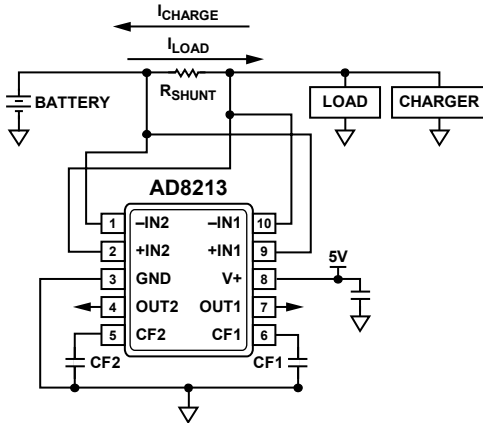 ICHARGE
ILOAD
RSHUNT
BATTERY
LOAD
CHARGER
AD8213
1 –IN2 –IN1 10
2 +IN2 +IN1 9
3 GND V+ 8
5V
4 OUT2 OUT1 7
5 CF2 CF1 6
CF2 CF1